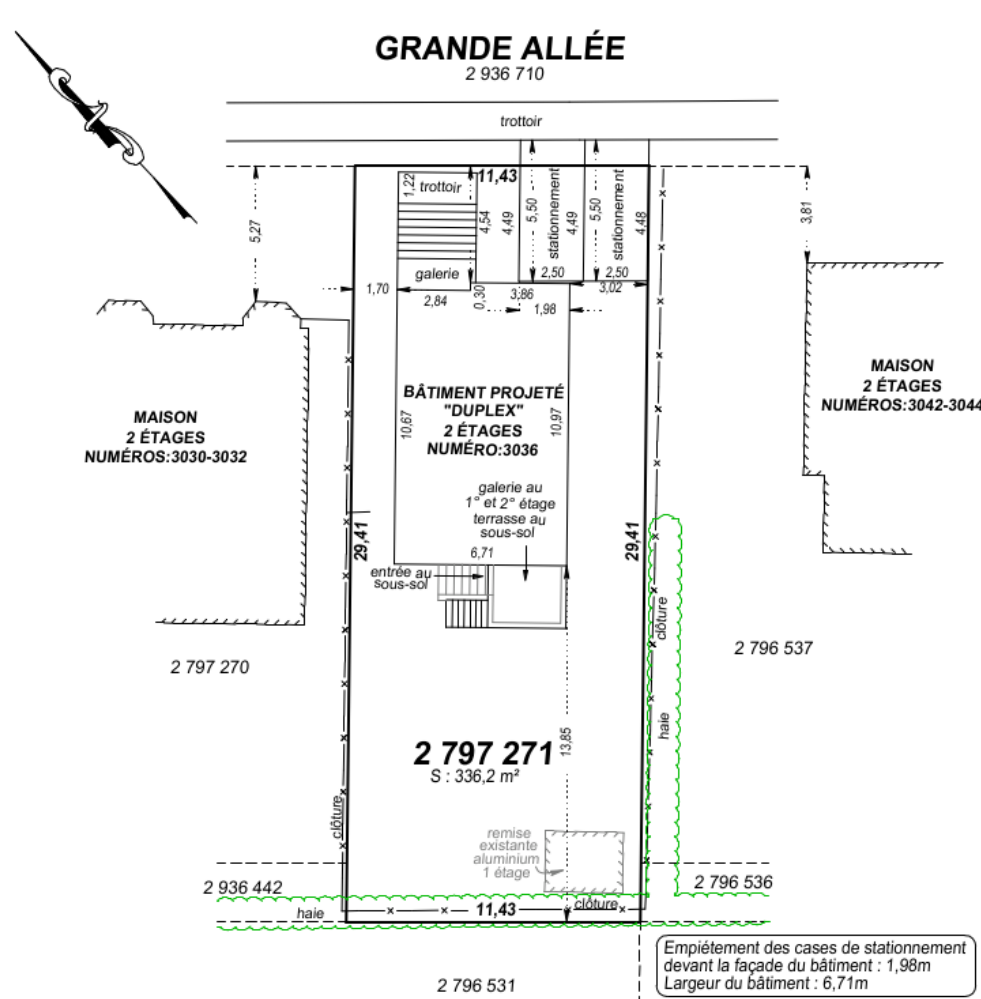 GRANDE ALLÉE
2 936 710
trottoir
11,43
1,22
trottoir
stationnement
stationnement
5,27
4,54
4,49
5,50
4,49
5,50
4,48
3,81
galerie
2,50
2,50
1,70
2,84
0,30
3,86
3,02
1,98
MAISON
2 ÉTAGES
NUMÉROS:3030-3032
BÂTIMENT PROJETÉ
"DUPLEX"
2 ÉTAGES
NUMÉRO:3036
10,67
10,97
MAISON
2 ÉTAGES
NUMÉROS:3042-3044
galerie au
1° et 2° étage
terrasse au
sous-sol
29,41
29,41
6,71
entrée au
sous-sol
clôture
2 797 270
2 796 537
haie
13,85
2 797 271
S : 336,2 m²
clôture
remise
existante
aluminium
1 étage
2 936 442
2 796 536
haie
11,43
clôture
2 796 531
Empiétement des cases de stationnement
devant la façade du bâtiment : 1,98m
Largeur du bâtiment : 6,71m